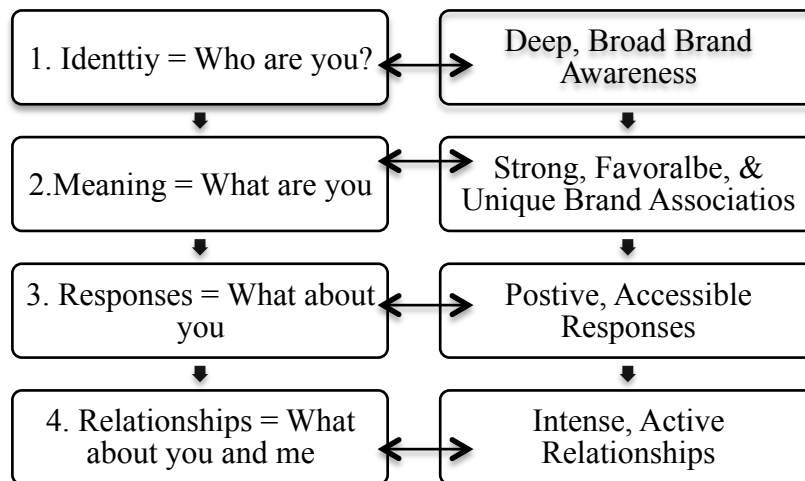 1. Identtiy = Who are you?
Deep, Broad Brand
Awareness
2.Meaning = What are you
Strong, Favoralbe, &
Unique Brand Associatios
3. Responses = What about
you
Postive, Accessible
Responses
4. Relationships = What
about you and me
Intense, Active
Relationships